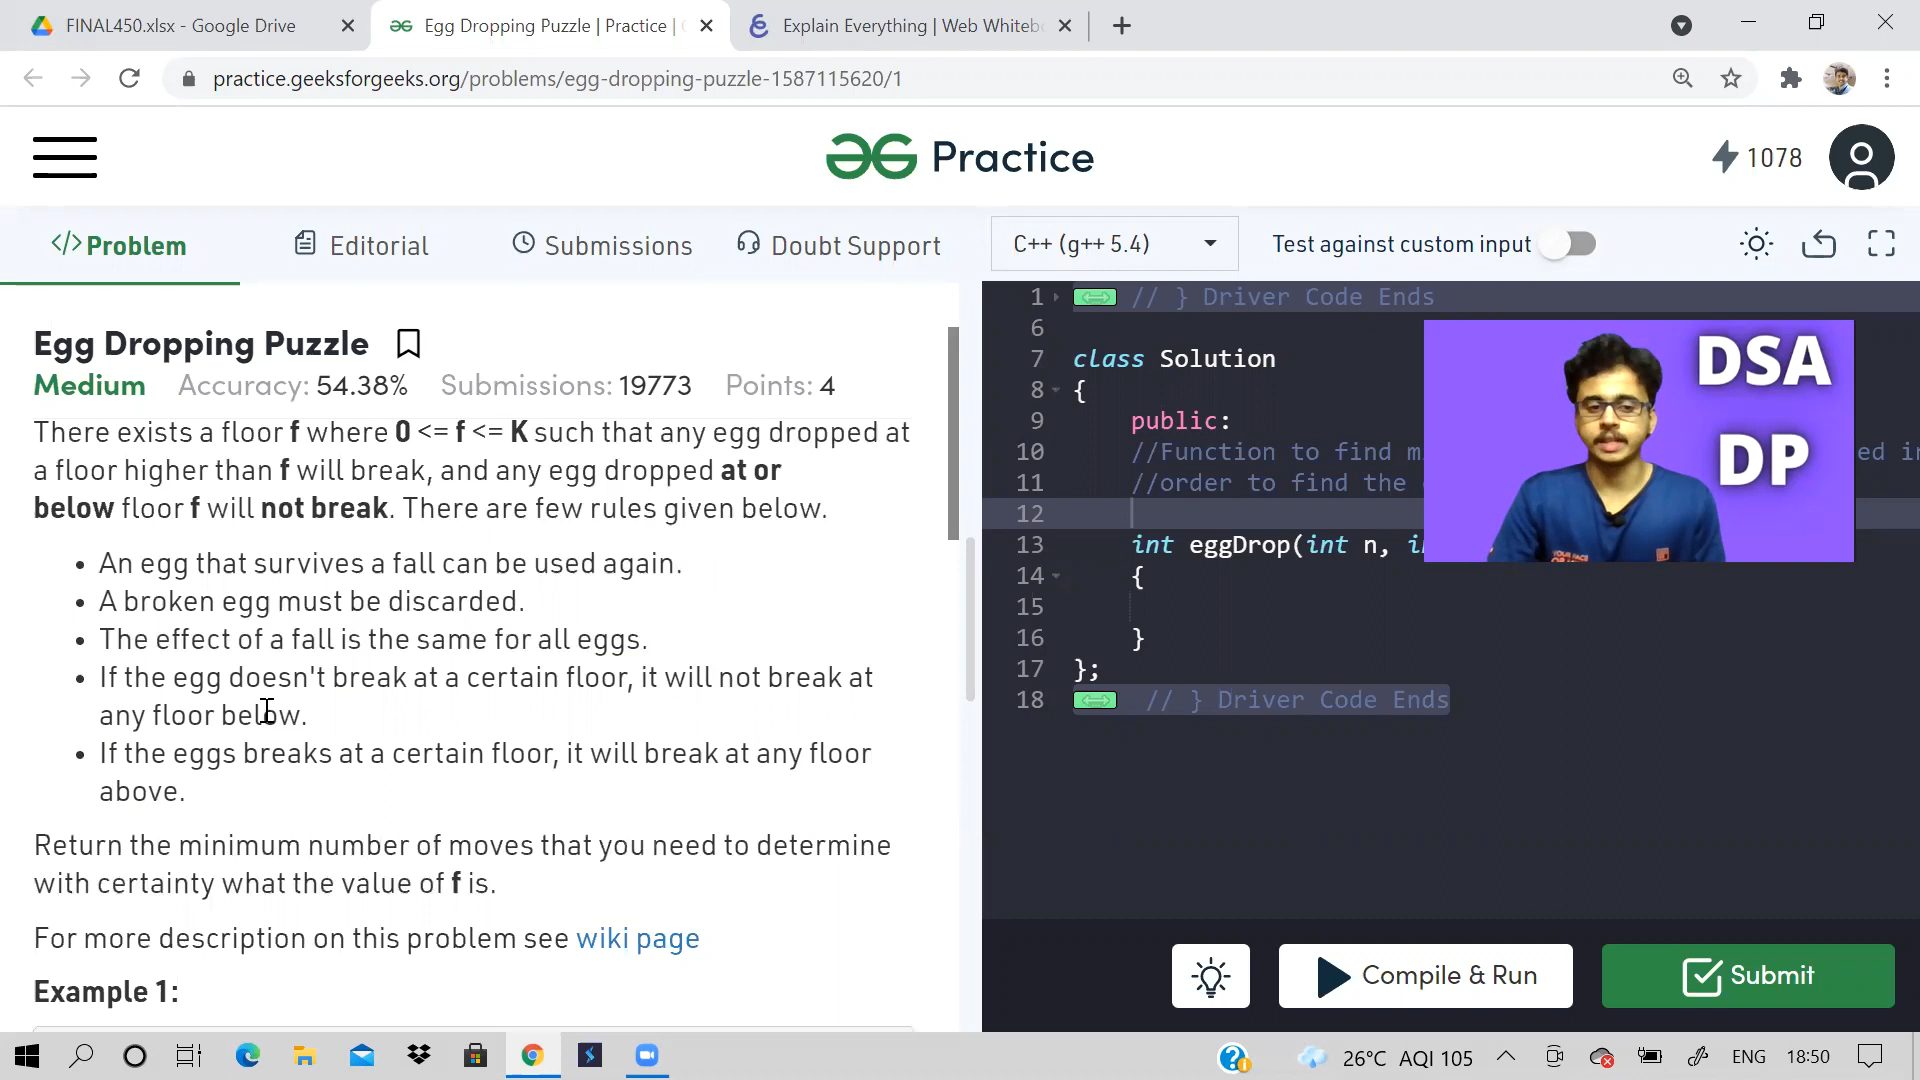 FINAL450.xlsx - Google Drive
Egg Dropping Puzzle | Practice |
Explain Everything | Web Whitebo
practice.geeksforgeeks.org/problems/egg-dropping-puzzle-1587115620/1
Practice
1078
</> Problem
Editorial
Submissions
Doubt Support
C++ (g++ 5.4)
Test against custom input
Egg Dropping Puzzle
Medium Accuracy: 54.38% Submissions: 19773 Points: 4
There exists a floor f where 0 <= f <= K such that any egg dropped at
a floor higher than f will break, and any egg dropped at or
below floor f will not break. There are few rules given below.
• An egg that survives a fall can be used again.
• A broken egg must be discarded.
• The effect of a fall is the same for all eggs.
• If the egg doesn't break at a certain floor, it will not break at
any floor below.
• If the eggs breaks at a certain floor, it will break at any floor
above.
Return the minimum number of moves that you need to determine
with certainty what the value of f is.
For more description on this problem see wiki page
Example 1:
1 // } Driver Code Ends
6
7 class Solution
8 {
9 public:
10 //Function to find m ed in
11 //order to find the
12
13 int eggDrop(int n, in
14 {
15
16 }
17 };
18 // } Driver Code Ends
DSA
DP
YOUR FACE
Compile & Run
Submit
26°C AQI 105
ENG
18:50